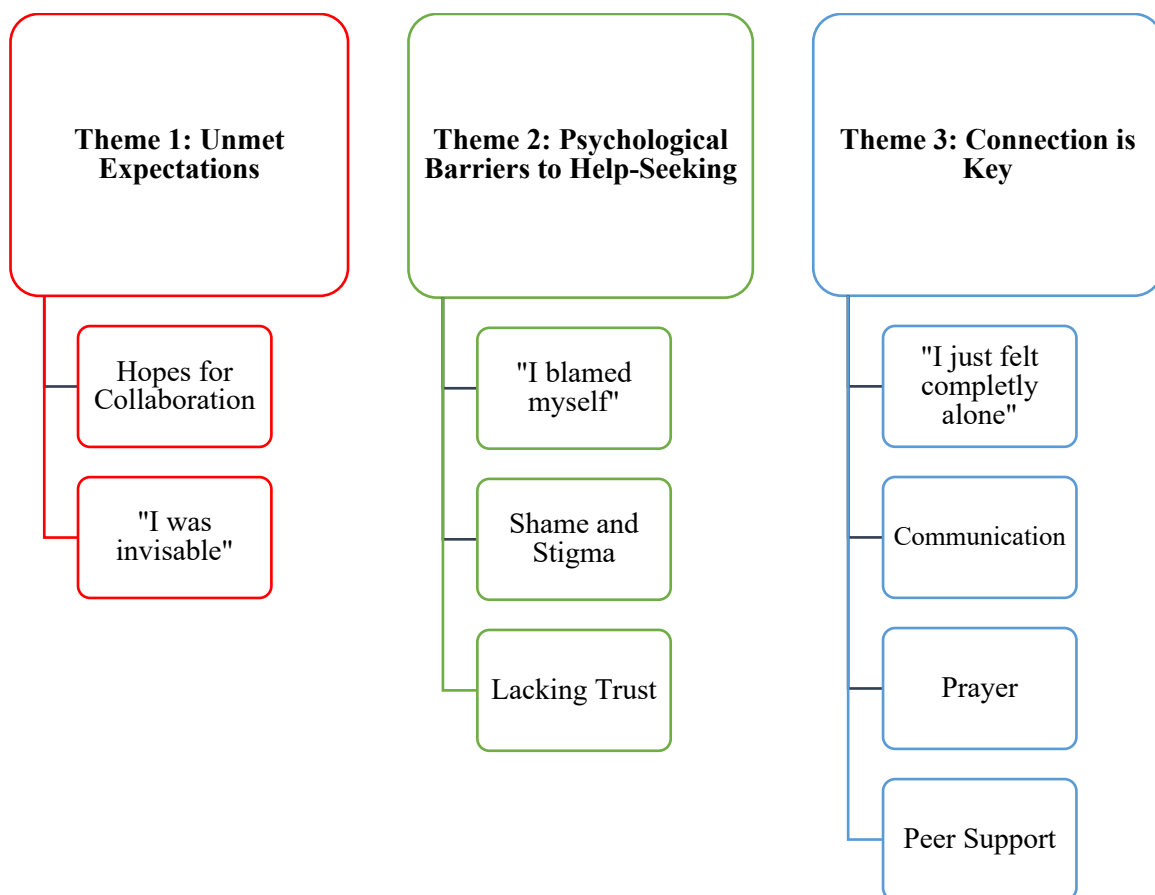 Theme 1: Unmet
Expectations
Hopes for
Collaboration
"I was
invisable"
Theme 2: Psychological
Barriers to Help-Seeking
"I blamed
myself"
Shame and
Stigma
Lacking Trust
Theme 3: Connection is
Key
"I just felt
completly
alone"
Communication
Prayer
Peer Support